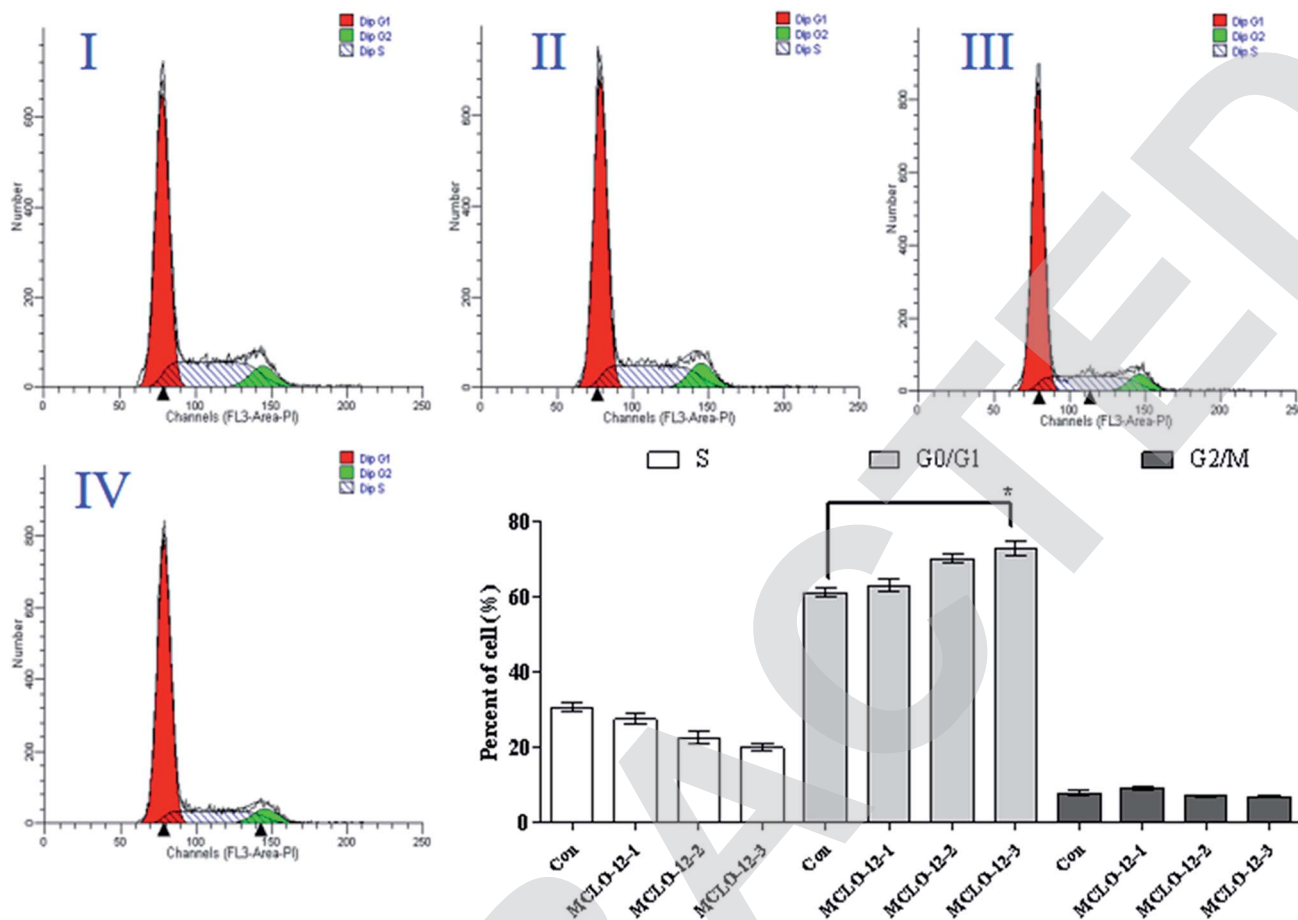 I
Dip G1
Dip G2
Dip S
Number
600
400
200
0
0 50 100 150 200 250
Channels (FL3-Area-PI)
II
Dip G1
Dip G2
Dip S
Number
600
400
200
0
0 50 100 150 200 250
Channels (FL3-Area-PI)
III
Dip G1
Dip G2
Dip S
Number
800
600
400
200
0
0 50 100 150 200 250
Channels (FL3-Area-PI)
IV
Dip G1
Dip G2
Dip S
Number
800
600
400
200
0
0 50 100 150 200 250
Channels (FL3-Area-PI)
S G0/G1 G2/M
*
Percent of cell (%)
80
60
40
20
0
Con MCLO-12-1 MCLO-12-2 MCLO-12-3 Con MCLO-12-1 MCLO-12-2 MCLO-12-3 Con MCLO-12-1 MCLO-12-2 MCLO-12-3
RACTED